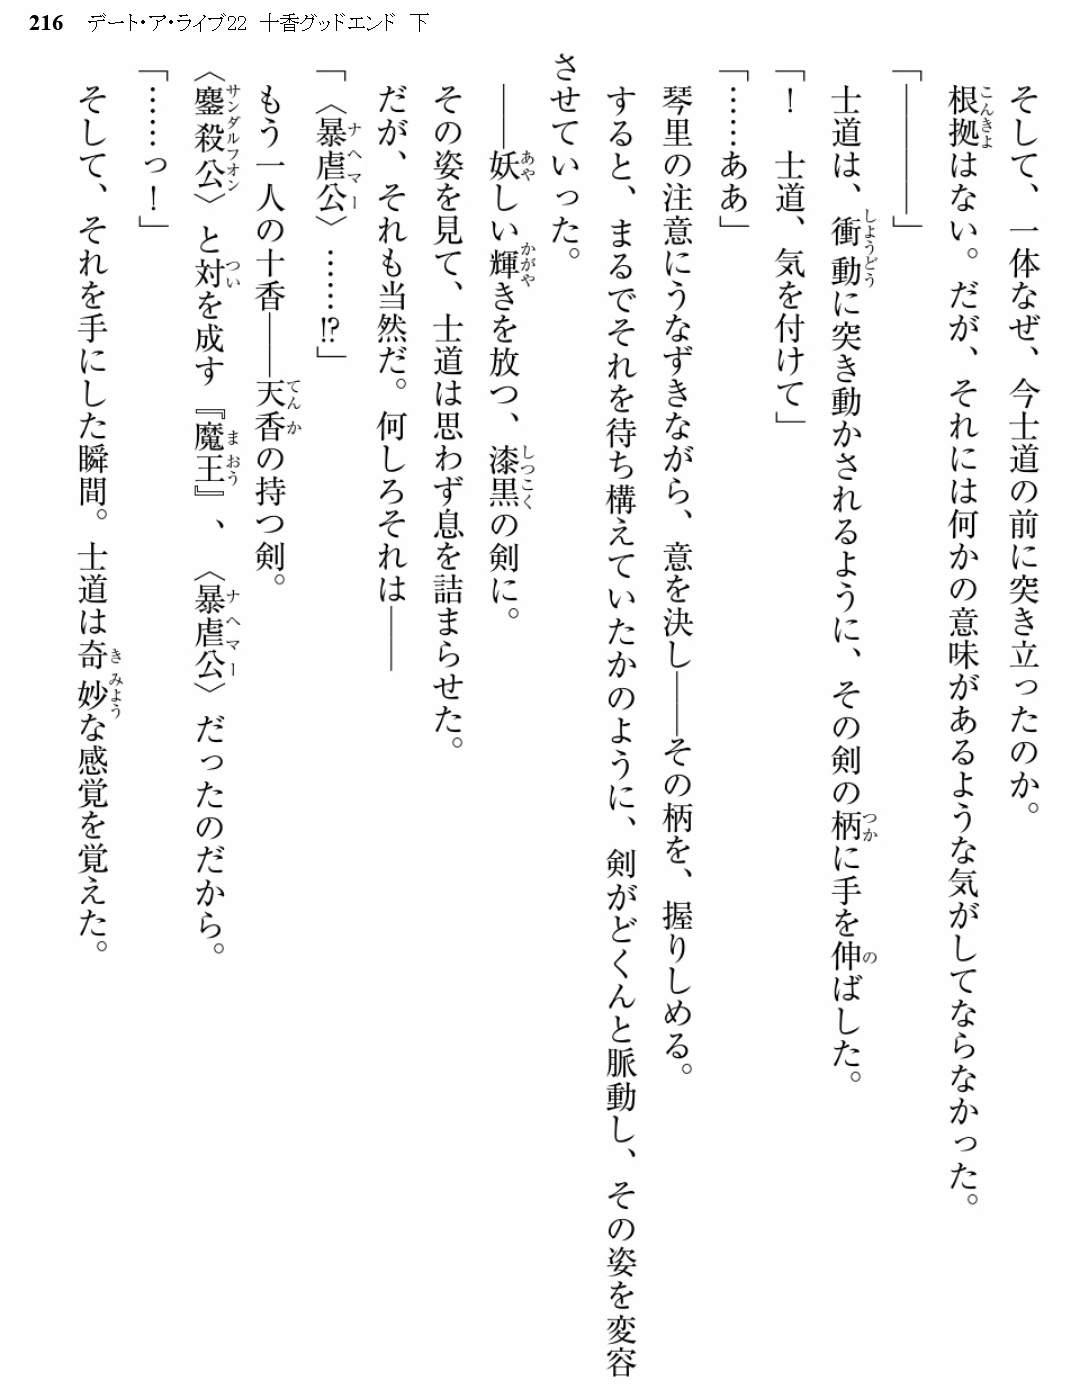 216 デート・ア・ライブ22 十香グッドエンド 下
そして、一体なぜ、今士道の前に突き立ったのか。
根拠はない。だが、それには何かの意味があるような気がしてならなかった。
「――――」
士道は、衝動に突き動かされるように、その剣の柄に手を伸ばした。
「！　士道、気を付けて」
「……ああ」
琴里の注意にうなずきながら、意を決し――その柄を、握りしめる。
すると、まるでそれを待ち構えていたかのように、剣がどくんと脈動し、その姿を変容
させていった。
――妖しい輝きを放つ、漆黒の剣に。
その姿を見て、士道は思わず息を詰まらせた。
だが、それも当然だ。何しろそれは――
「〈暴虐公〉……!?」
もう一人の十香――天香の持つ剣。
〈鏖殺公〉と対を成す『魔王』、〈暴虐公〉だったのだから。
「……っ！」
そして、それを手にした瞬間。士道は奇妙な感覚を覚えた。